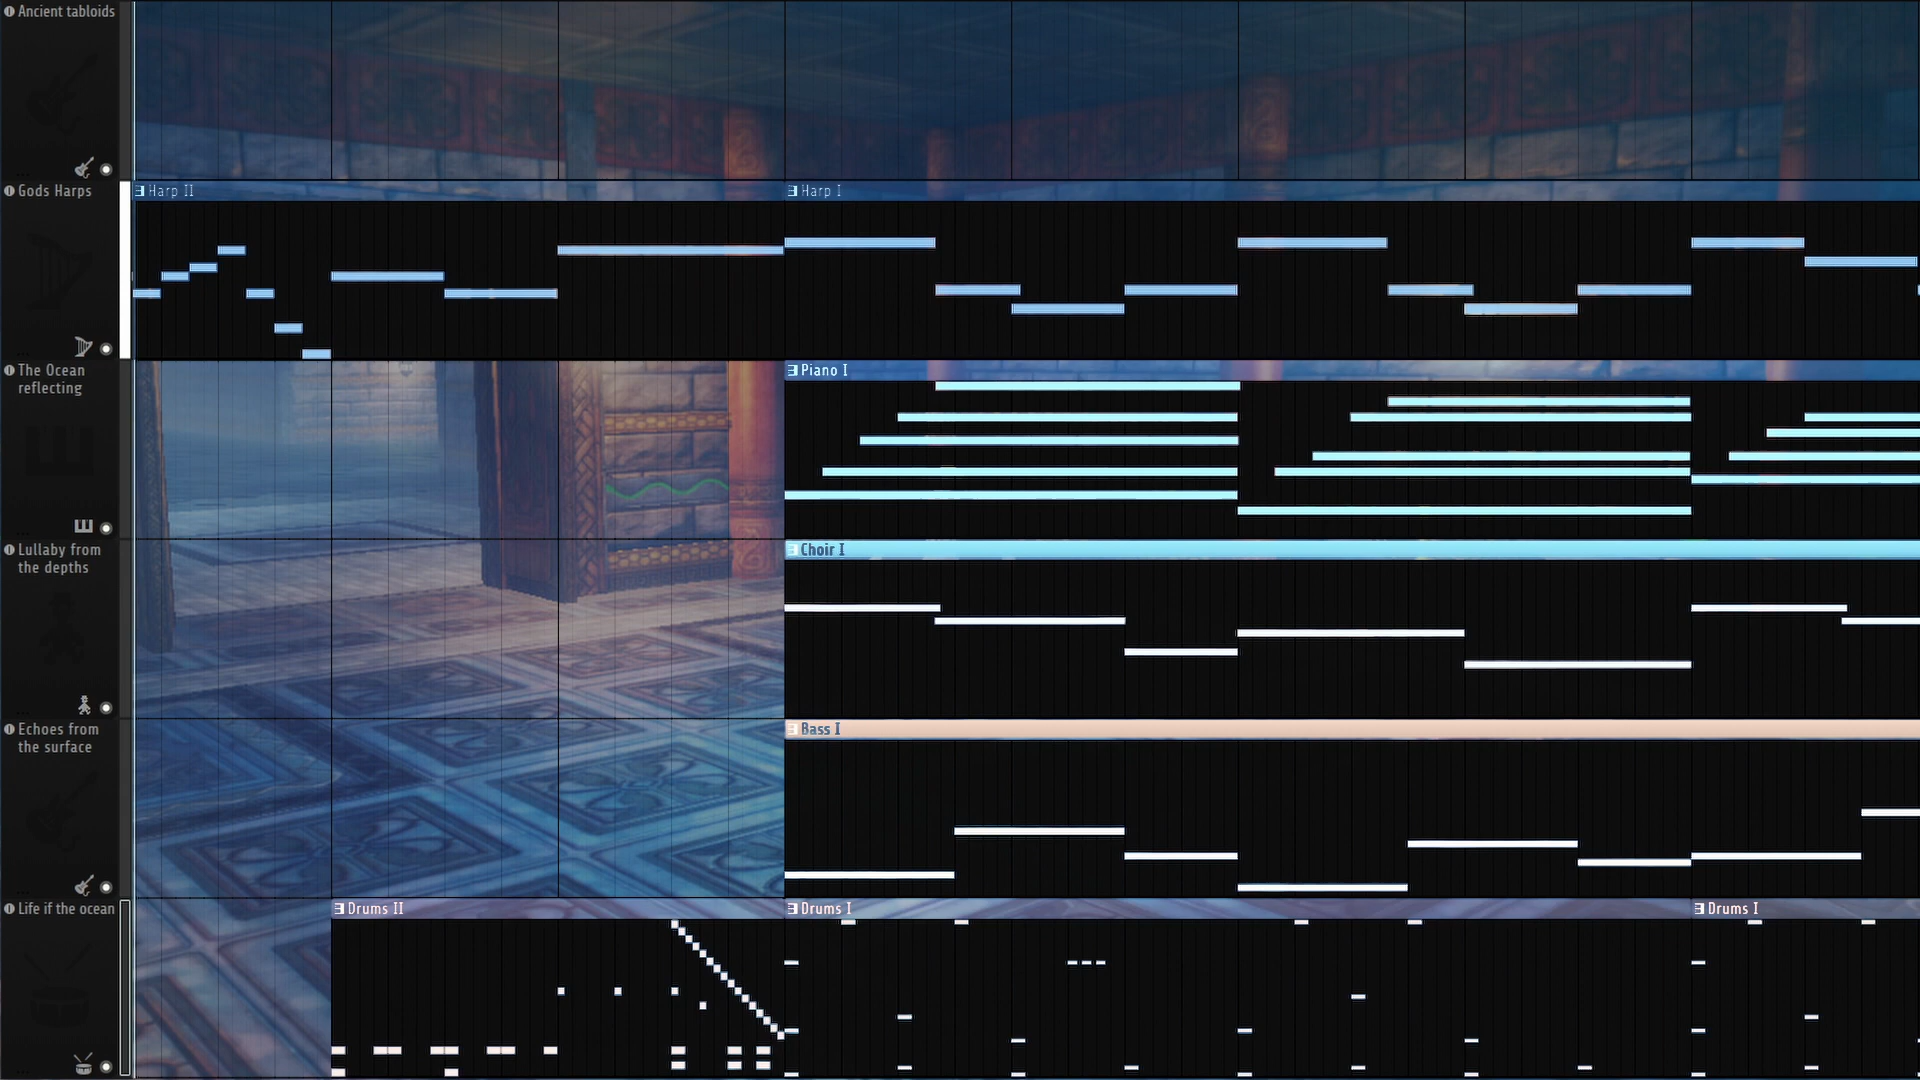 Ancient tabloids
Gods Harps
Harp II
Harp I
The Ocean
reflecting
Piano I
Lullaby from
the depths
Choir I
Echoes from
the surface
Bass I
Life if the ocean
Drums II
Drums I
Drums I